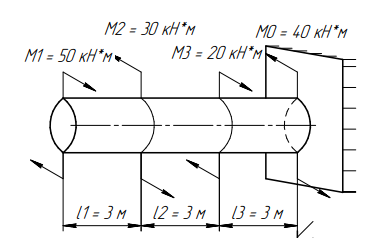 M2 = 30 кН*м
M0 = 40 кН*м
M1 = 50 кН*м
M3 = 20 кН*м
l1 = 3 м
l2 = 3 м
l3 = 3 м